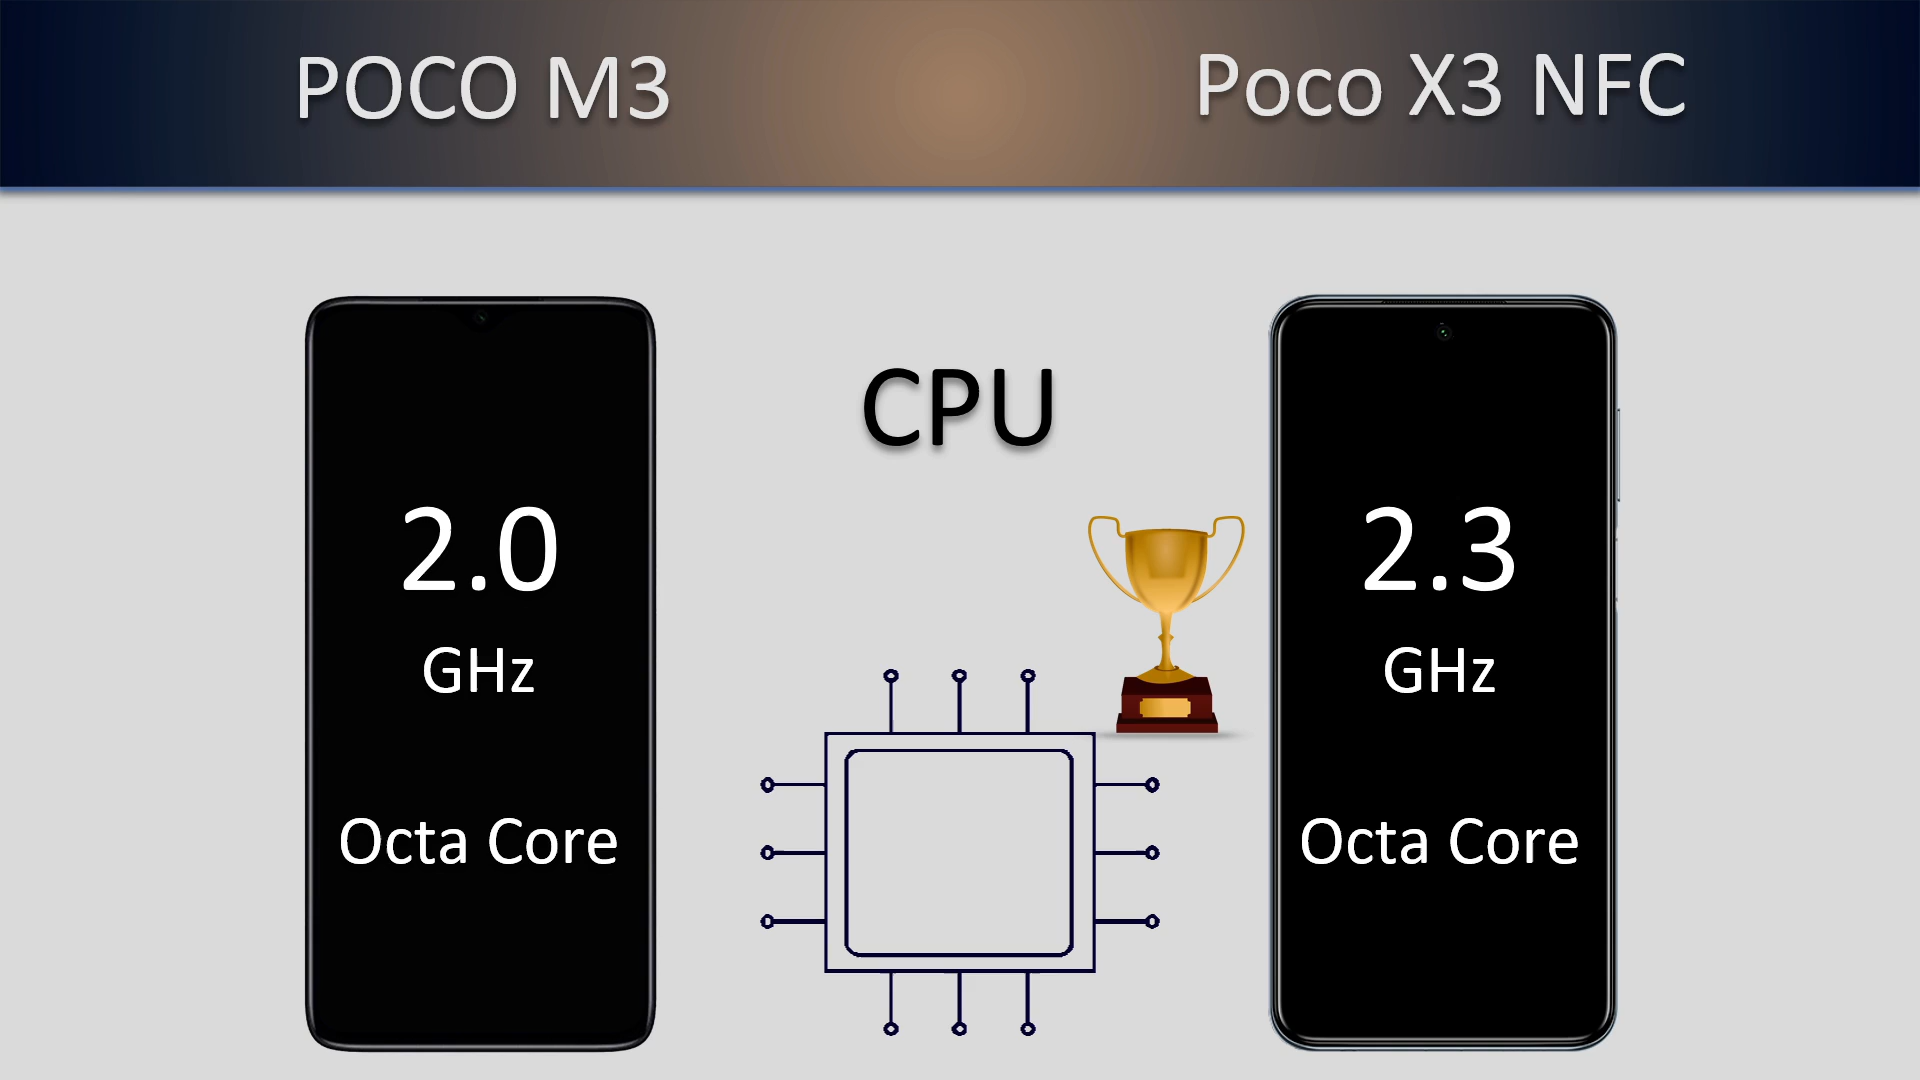 POCO M3
Poco X3 NFC
CPU
2.0
GHz
Octa Core
2.3
GHz
Octa Core